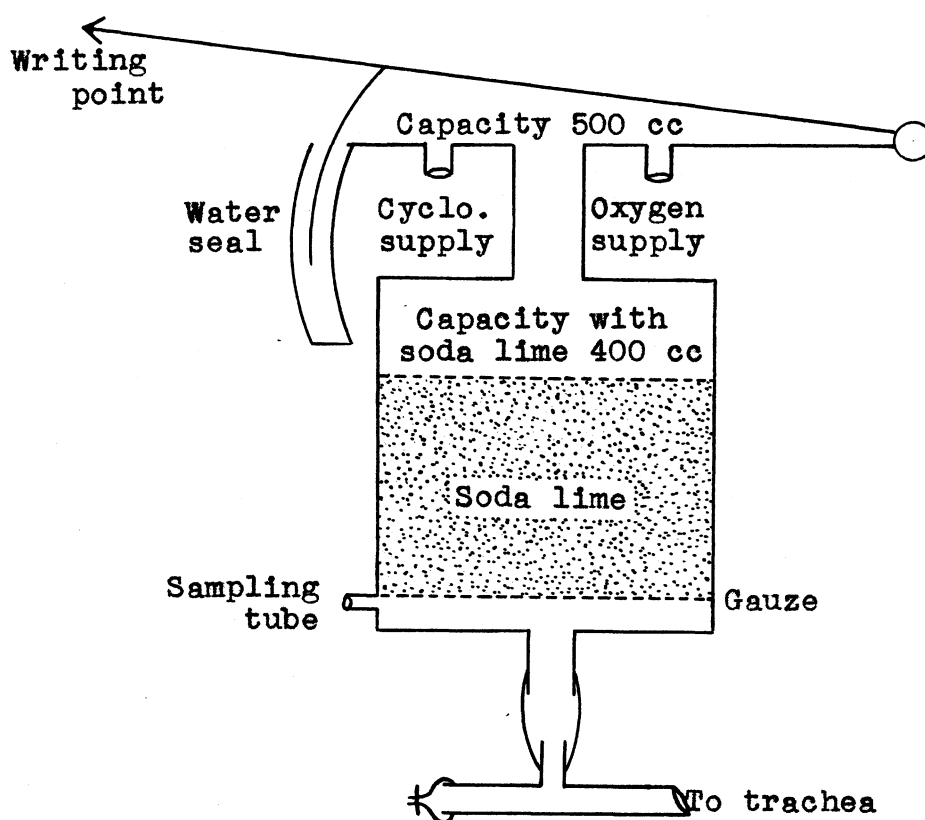 Writing
point
Capacity 500 cc
Water
seal
Cyclo.
supply
Oxygen
supply
Capacity with
soda lime 400 cc
Soda lime
Sampling
tube
Gauze
To trachea